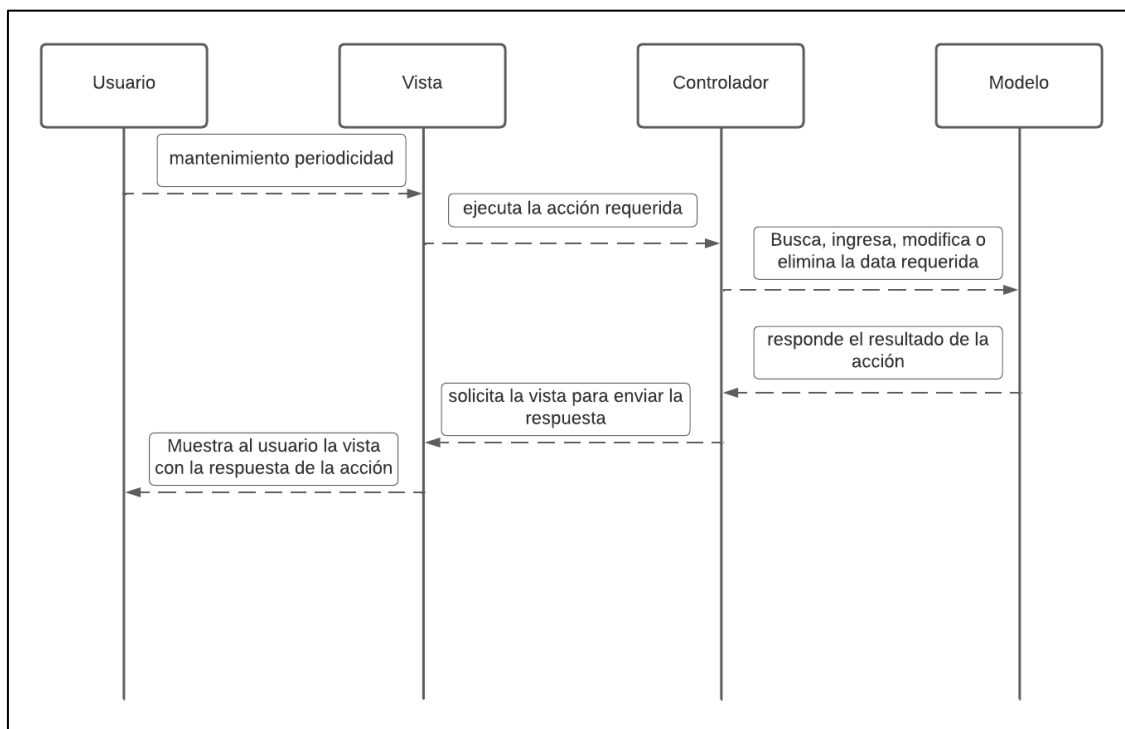 Usuario
Vista
Controlador
Modelo
mantenimiento periodicidad
ejecuta la acción requerida
Busca, ingresa, modifica o
elimina la data requerida
responde el resultado de la
acción
solicita la vista para enviar la
respuesta
Muestra al usuario la vista
con la respuesta de la acción